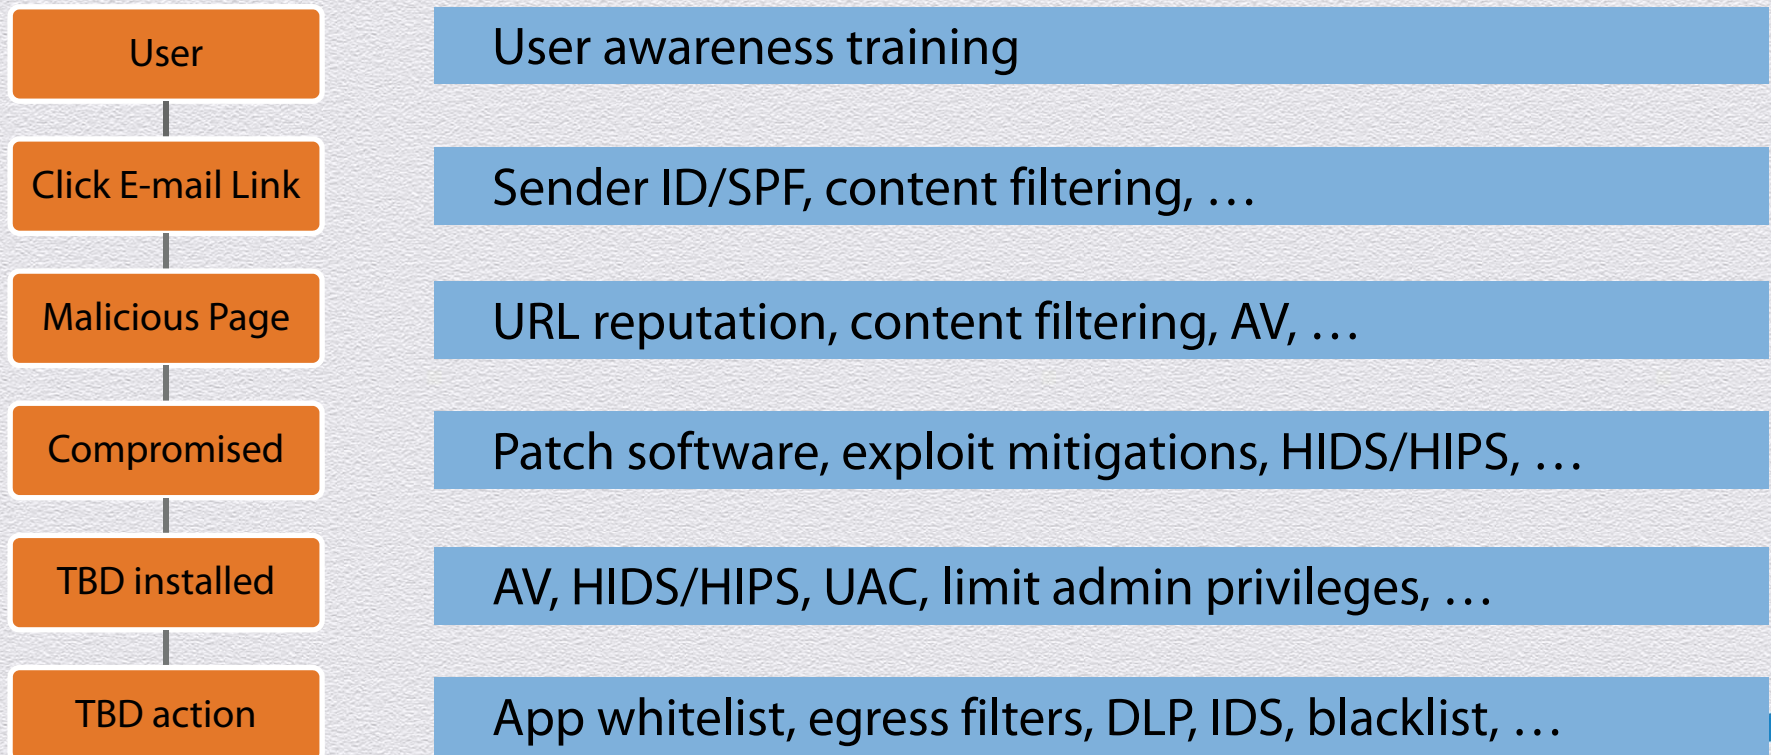 User
User awareness training
Click E-mail Link
Sender ID/SPF, content filtering, …
Malicious Page
URL reputation, content filtering, AV, …
Compromised
Patch software, exploit mitigations, HIDS/HIPS, …
TBD installed
AV, HIDS/HIPS, UAC, limit admin privileges, …
TBD action
App whitelist, egress filters, DLP, IDS, blacklist, …